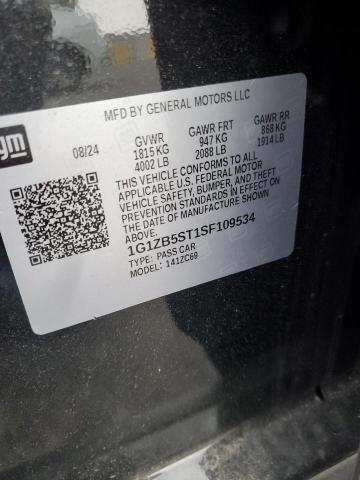 MFD BY GENERAL MOTORS LLC
gm
08/24
GVWR GAWR FRT GAWR RR
1815 KG 947 KG 868 KG
4002 LB 2088 LB 1914 LB
THIS VEHICLE CONFORMS TO ALL
APPLICABLE U.S. FEDERAL MOTOR
VEHICLE SAFETY, BUMPER, AND THEFT
PREVENTION STANDARDS IN EFFECT ON
THE DATE OF MANUFACTURE SHOWN
ABOVE.
1G1ZB5ST1SF109534
TYPE: PASS CAR
MODEL: 141ZC69